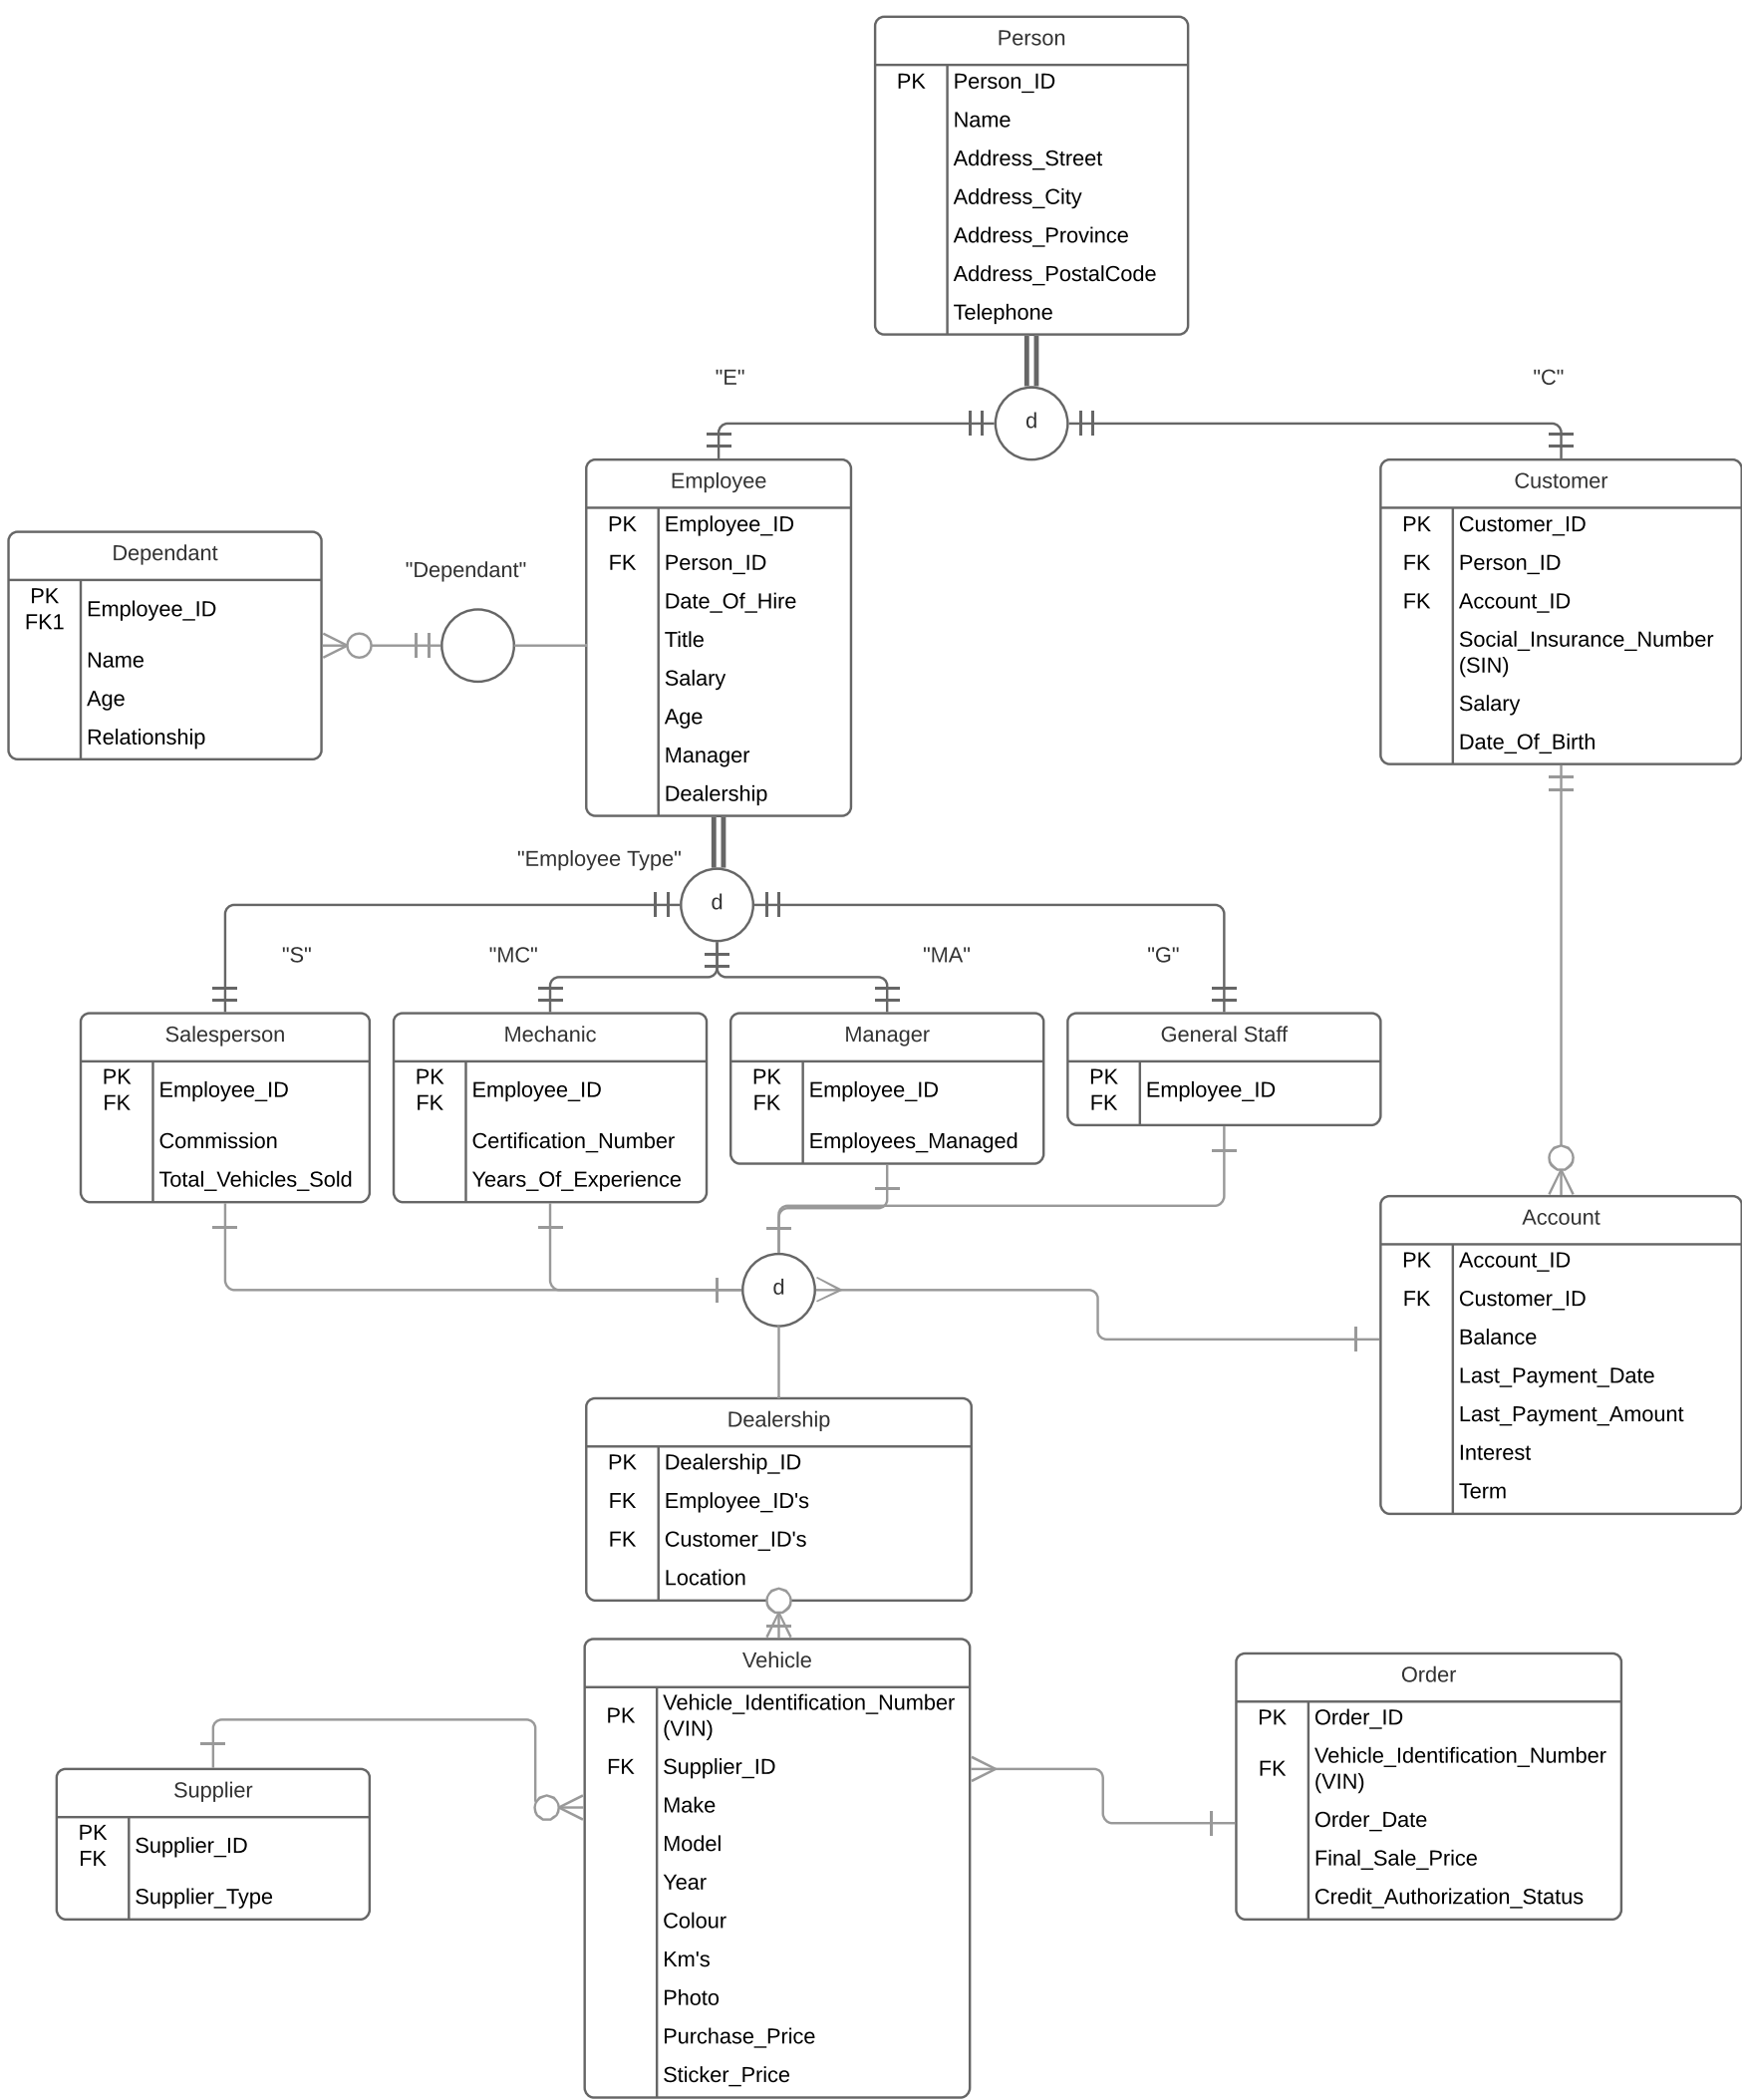 Person
PK Person_ID
Name
Address_Street
Address_City
Address_Province
Address_PostalCode
Telephone
"E"
"C"
d
Employee
PK Employee_ID
FK Person_ID
Date_Of_Hire
Title
Salary
Age
Manager
Dealership
Customer
PK Customer_ID
FK Person_ID
FK Account_ID
Social_Insurance_Number
(SIN)
Salary
Date_Of_Birth
Dependant
PK
FK1
Employee_ID
Name
Age
Relationship
"Dependant"
"Employee Type"
d
"S"
"MC"
"MA"
"G"
Salesperson
PK
FK
Employee_ID
Commission
Total_Vehicles_Sold
Mechanic
PK
FK
Employee_ID
Certification_Number
Years_Of_Experience
Manager
PK
FK
Employee_ID
Employees_Managed
General Staff
PK
FK
Employee_ID
d
Account
PK Account_ID
FK Customer_ID
Balance
Last_Payment_Date
Last_Payment_Amount
Interest
Term
Dealership
PK Dealership_ID
FK Employee_ID's
FK Customer_ID's
Location
Vehicle
PK
Vehicle_Identification_Number
(VIN)
FK Supplier_ID
Make
Model
Year
Colour
Km's
Photo
Purchase_Price
Sticker_Price
Order
PK Order_ID
FK
Vehicle_Identification_Number
(VIN)
Order_Date
Final_Sale_Price
Credit_Authorization_Status
Supplier
PK
FK
Supplier_ID
Supplier_Type